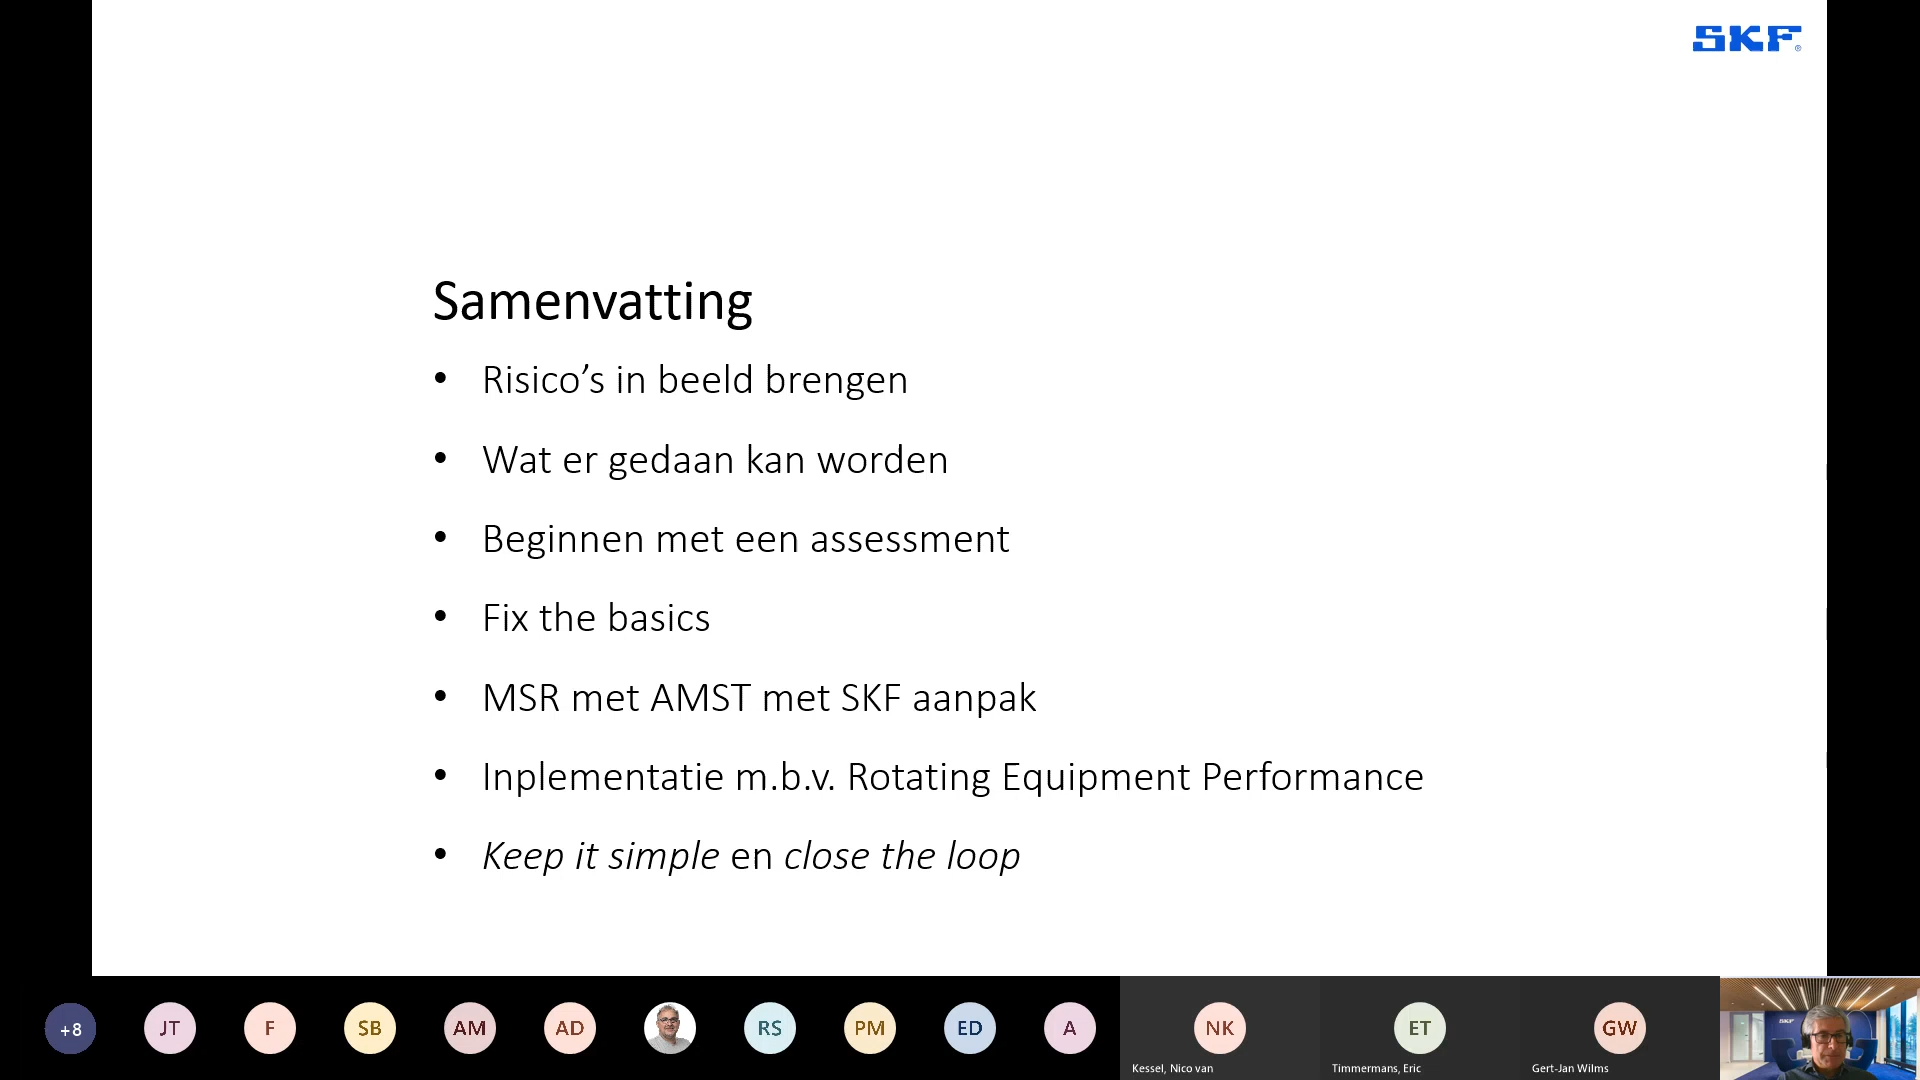 SKF®
Samenvatting
• Risico’s in beeld brengen
• Wat er gedaan kan worden
• Beginnen met een assessment
• Fix the basics
• MSR met AMST met SKF aanpak
• Inplementatie m.b.v. Rotating Equipment Performance
• Keep it simple en close the loop
+8 JT F SB AM AD RS PM ED A NK ET GW
Kessel, Nico van Timmermans, Eric Gert-Jan Wilms
SKF